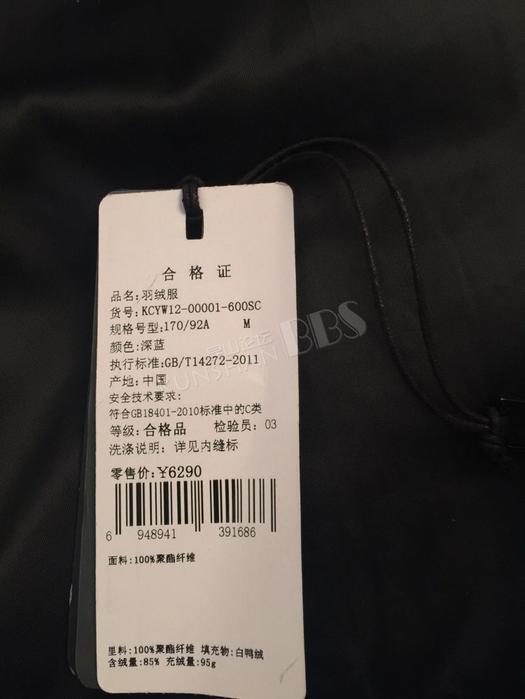 合格证
品名:羽绒服
货号:KCYW12-00001-600SC
规格号型:170/92A M
颜色:深蓝
执行标准:GB/T14272-2011
产地:中国
安全技术要求:
符合GB18401-2010标准中的C类
等级:合格品 检验员:03
洗涤说明:详见内缝标
零售价:¥6290
6 948941 391686
面料:100%聚酯纤维
里料:100%聚酯纤维 填充物:白鸭绒
含绒量:85% 充绒量:95g
BBS